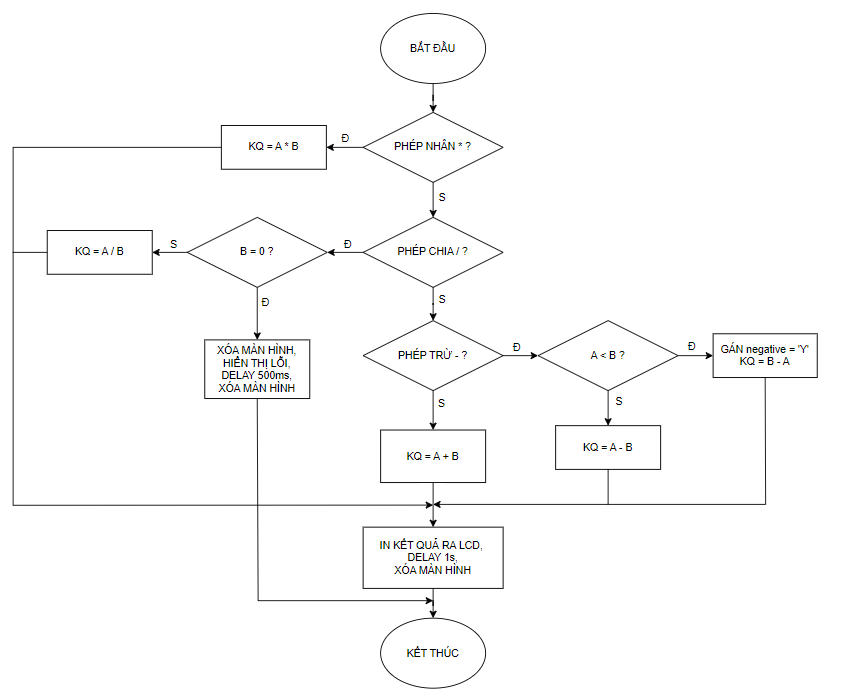 BẮT ĐẦU
KQ = A * B
Đ
PHÉP NHÂN * ?
S
KQ = A / B
S
B = 0 ?
Đ
PHÉP CHIA / ?
Đ
S
XÓA MÀN HÌNH,
HIỂN THỊ LỖI,
DELAY 500ms,
XÓA MÀN HÌNH
PHÉP TRỪ - ?
Đ
A < B ?
Đ
GÁN negative = 'Y'
KQ = B - A
S
S
KQ = A + B
KQ = A - B
IN KẾT QUẢ RA LCD,
DELAY 1s,
XÓA MÀN HÌNH
KẾT THÚC